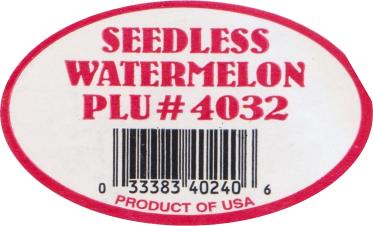 SEEDLESS
WATERMELON
PLU # 4032
0 33383 40240 6
PRODUCT OF USA